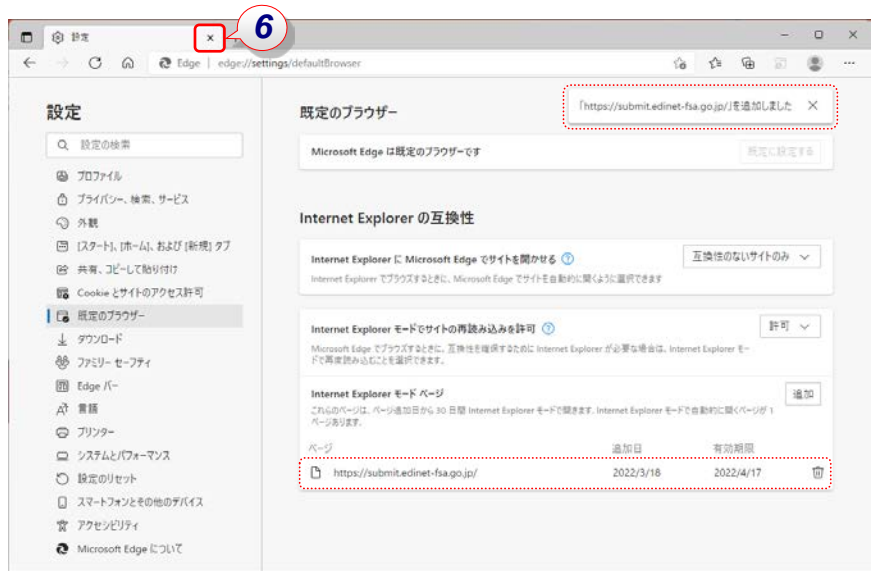 設定
6
Edge | edge://settings/defaultBrowser
「https://submit.edinet-fsa.go.jp/」を追加しました
設定
設定の検索
プロファイル
プライバシー、検索、サービス
外観
[スタート]、[ホーム]、および [新規] タブ
共有、コピーして貼り付け
Cookie とサイトのアクセス許可
既定のブラウザー
ダウンロード
ファミリー セーフティ
Edge バー
言語
プリンター
システムとパフォーマンス
設定のリセット
スマートフォンとその他のデバイス
アクセシビリティ
Microsoft Edge について
既定のブラウザー
Microsoft Edge は既定のブラウザーです
既定に設定する
Internet Explorer の互換性
Internet Explorer に Microsoft Edge でサイトを開かせる
互換性のないサイトのみ
Internet Explorer でブラウズするときに、Microsoft Edge でサイトを自動的に開くように選択できます
Internet Explorer モードでサイトの再読み込みを許可
許可
Microsoft Edge でブラウズするときに、互換性を確保するために Internet Explorer が必要な場合は、Internet Explorer モー
ドで再度読み込むことを選択できます。
Internet Explorer モード ページ
追加
これらのページは、ページ追加日から 30 日間 Internet Explorer モードで開きます. Internet Explorer モードで自動的に開くページが 1
ページあります.
ページ 追加日 有効期限
https://submit.edinet-fsa.go.jp/ 2022/3/18 2022/4/17